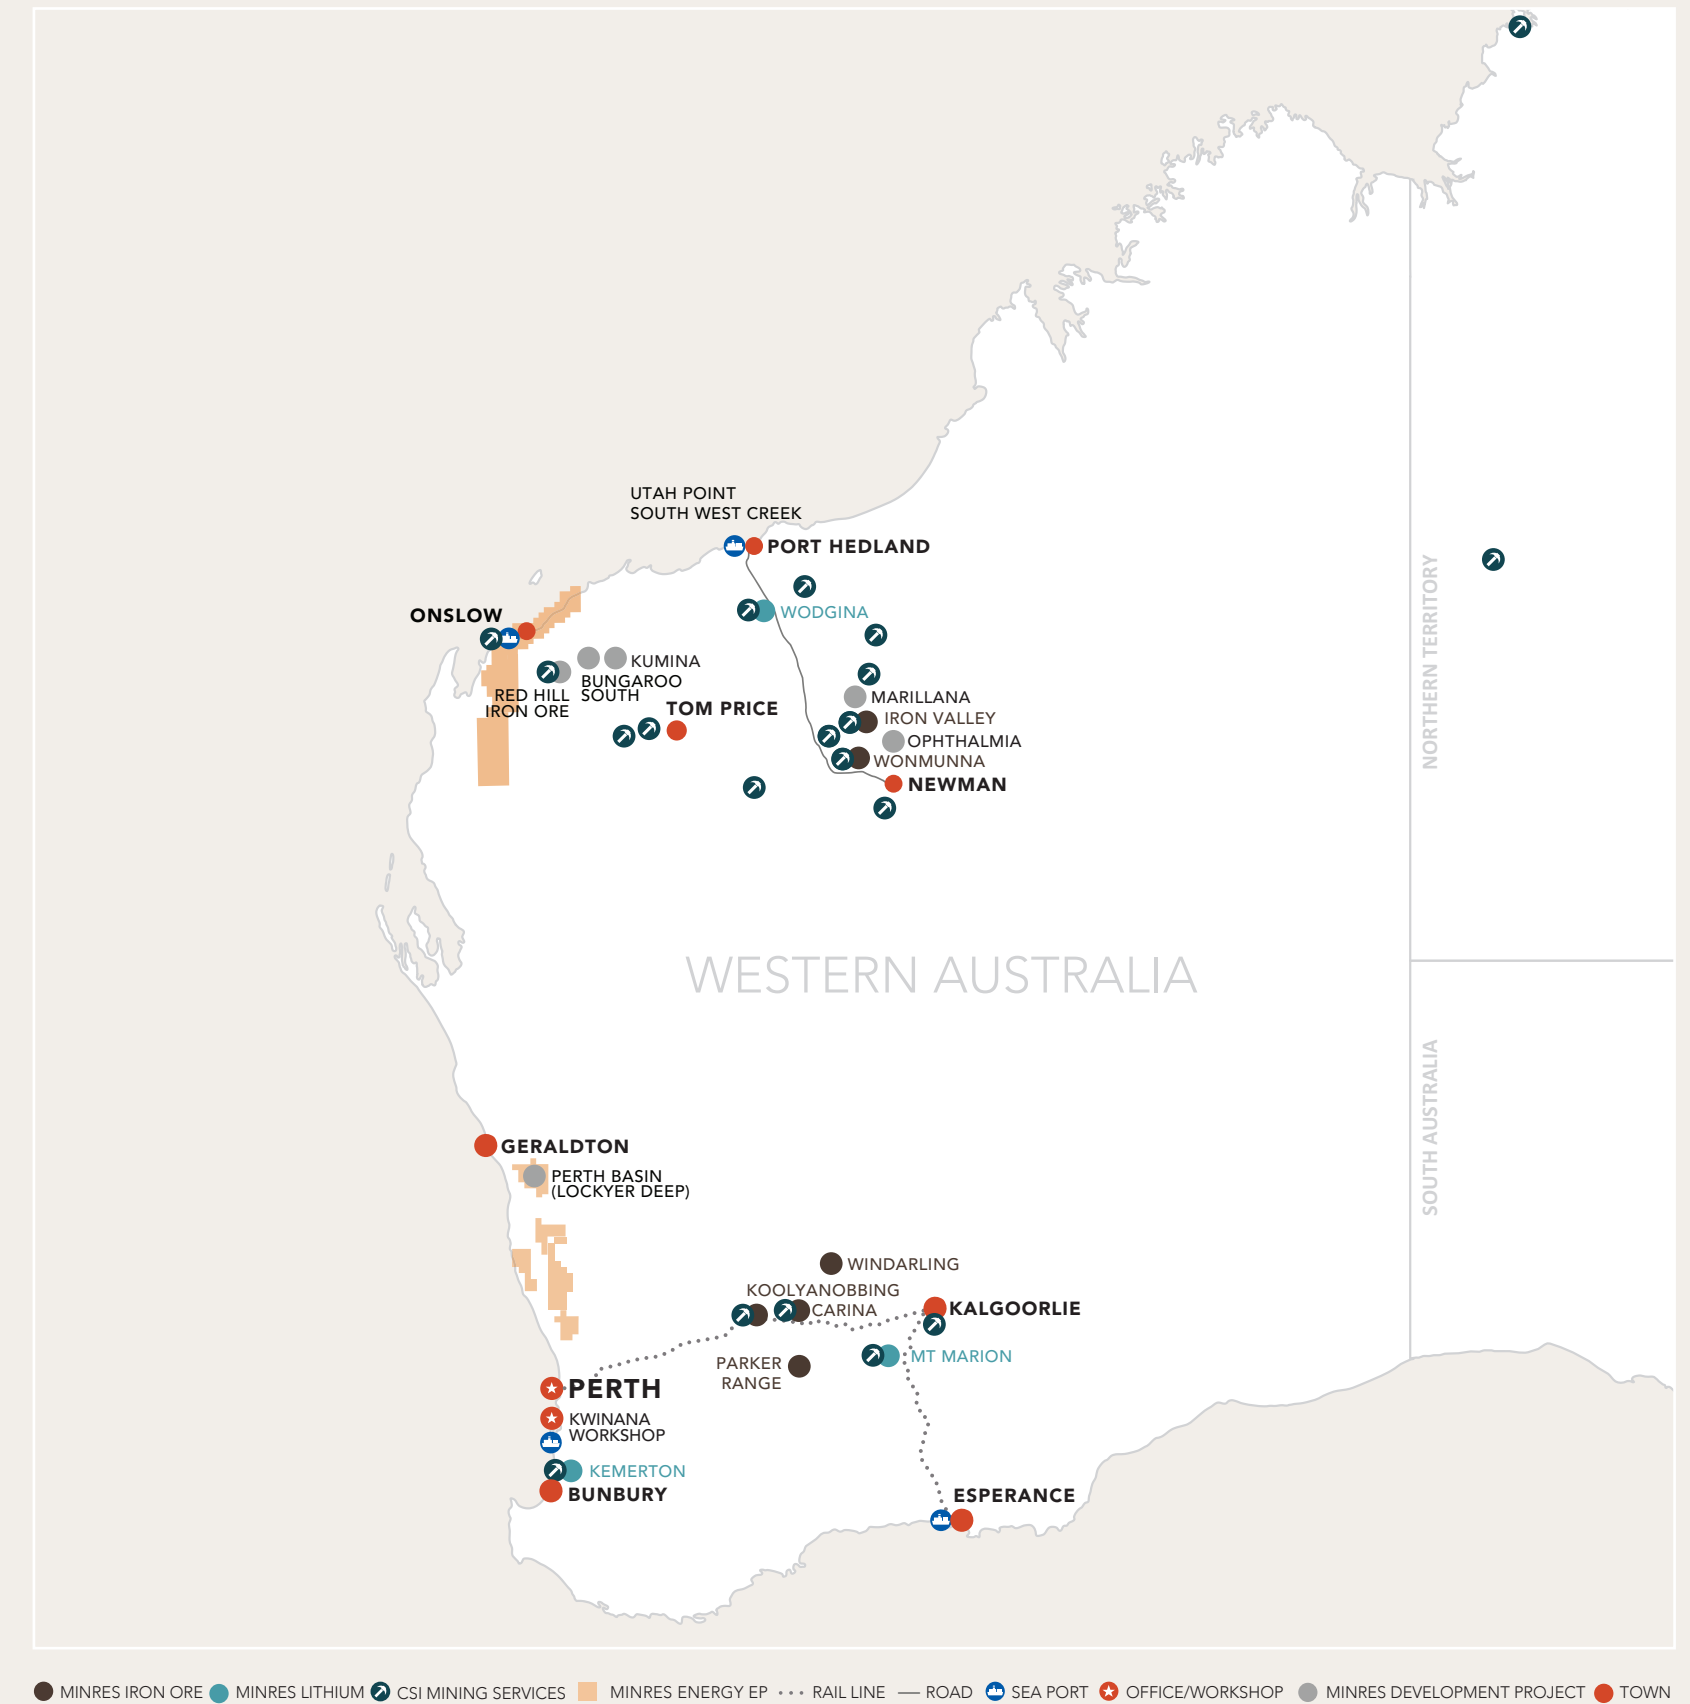 UTAH POINT
SOUTH WEST CREEK
PORT HEDLAND
WODGINA
ONSLOW
KUMINA
BUNGAROO
SOUTH
RED HILL
IRON ORE
TOM PRICE
MARILLANA
IRON VALLEY
OPHTHALMIA
WONMUNNA
NEWMAN
NORTHERN TERRITORY
WESTERN AUSTRALIA
SOUTH AUSTRALIA
GERALDTON
PERTH BASIN
(LOCKYER DEEP)
WINDARLING
KOOLYANOBBING
CARINA
KALGOORLIE
PARKER
RANGE
MT MARION
PERTH
KWINANA
WORKSHOP
KEMERTON
BUNBURY
ESPERANCE
MINRES IRON ORE MINRES LITHIUM CSI MINING SERVICES MINRES ENERGY EP RAIL LINE ROAD SEA PORT OFFICE/WORKSHOP MINRES DEVELOPMENT PROJECT TOWN